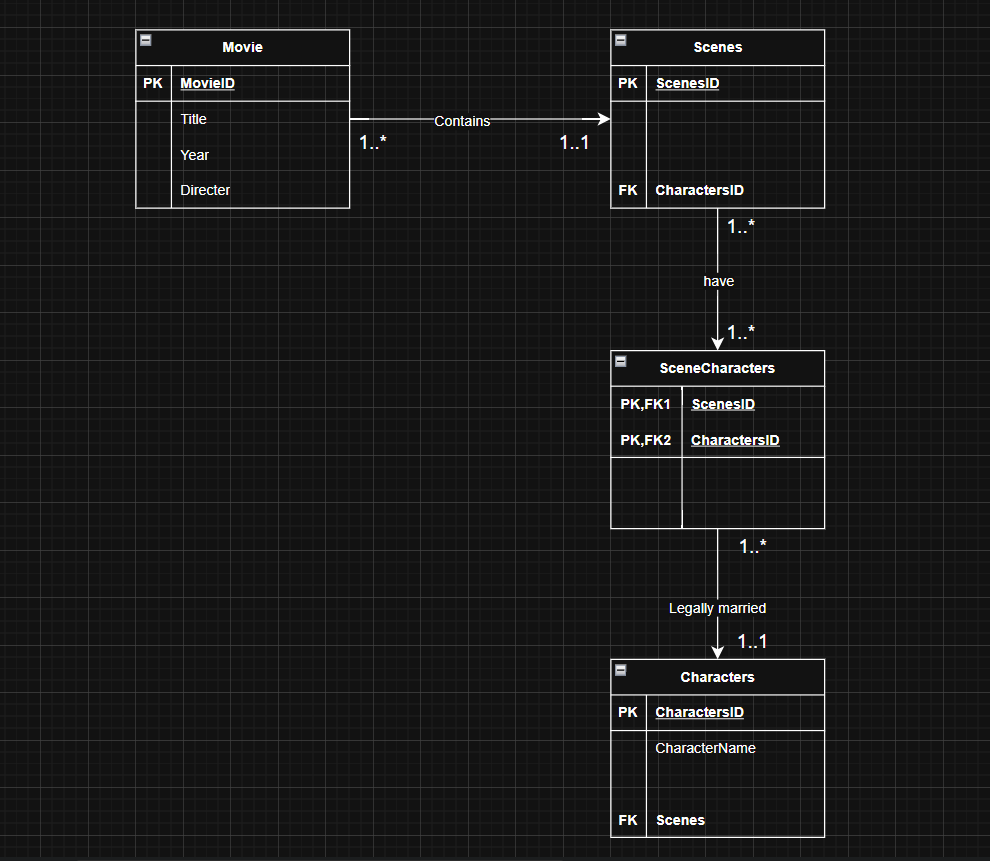 Movie
PK MovieID
Title
Year
Directer
Contains
1..*
1..1
Scenes
PK ScenesID
FK CharactersID
1..*
have
1..*
SceneCharacters
PK,FK1 ScenesID
PK,FK2 CharactersID
1..*
Legally married
1..1
Characters
PK CharactersID
CharacterName
FK Scenes